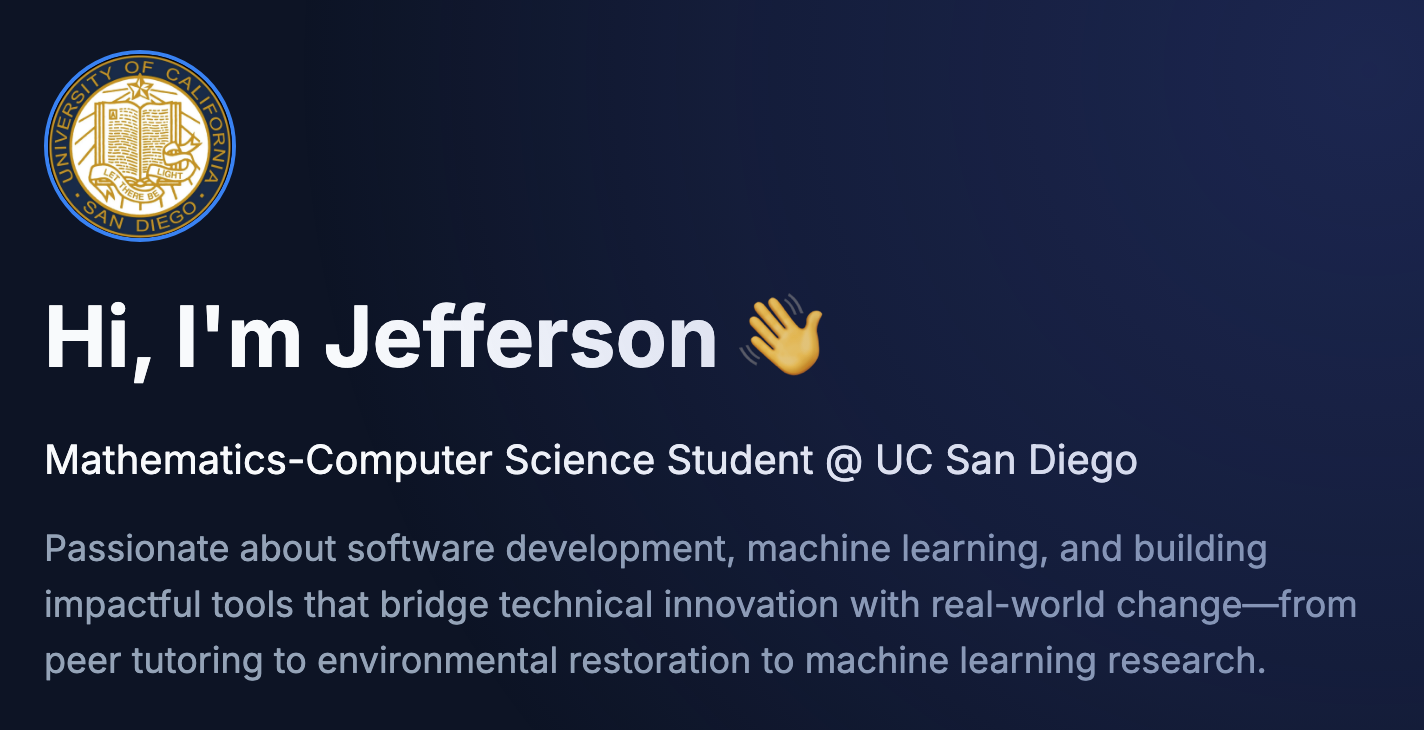 UNIVERSITY OF CALIFORNIA
LET THERE BE LIGHT
· SAN DIEGO ·
Hi, I'm Jefferson 👋
Mathematics-Computer Science Student @ UC San Diego
Passionate about software development, machine learning, and building
impactful tools that bridge technical innovation with real-world change—from
peer tutoring to environmental restoration to machine learning research.